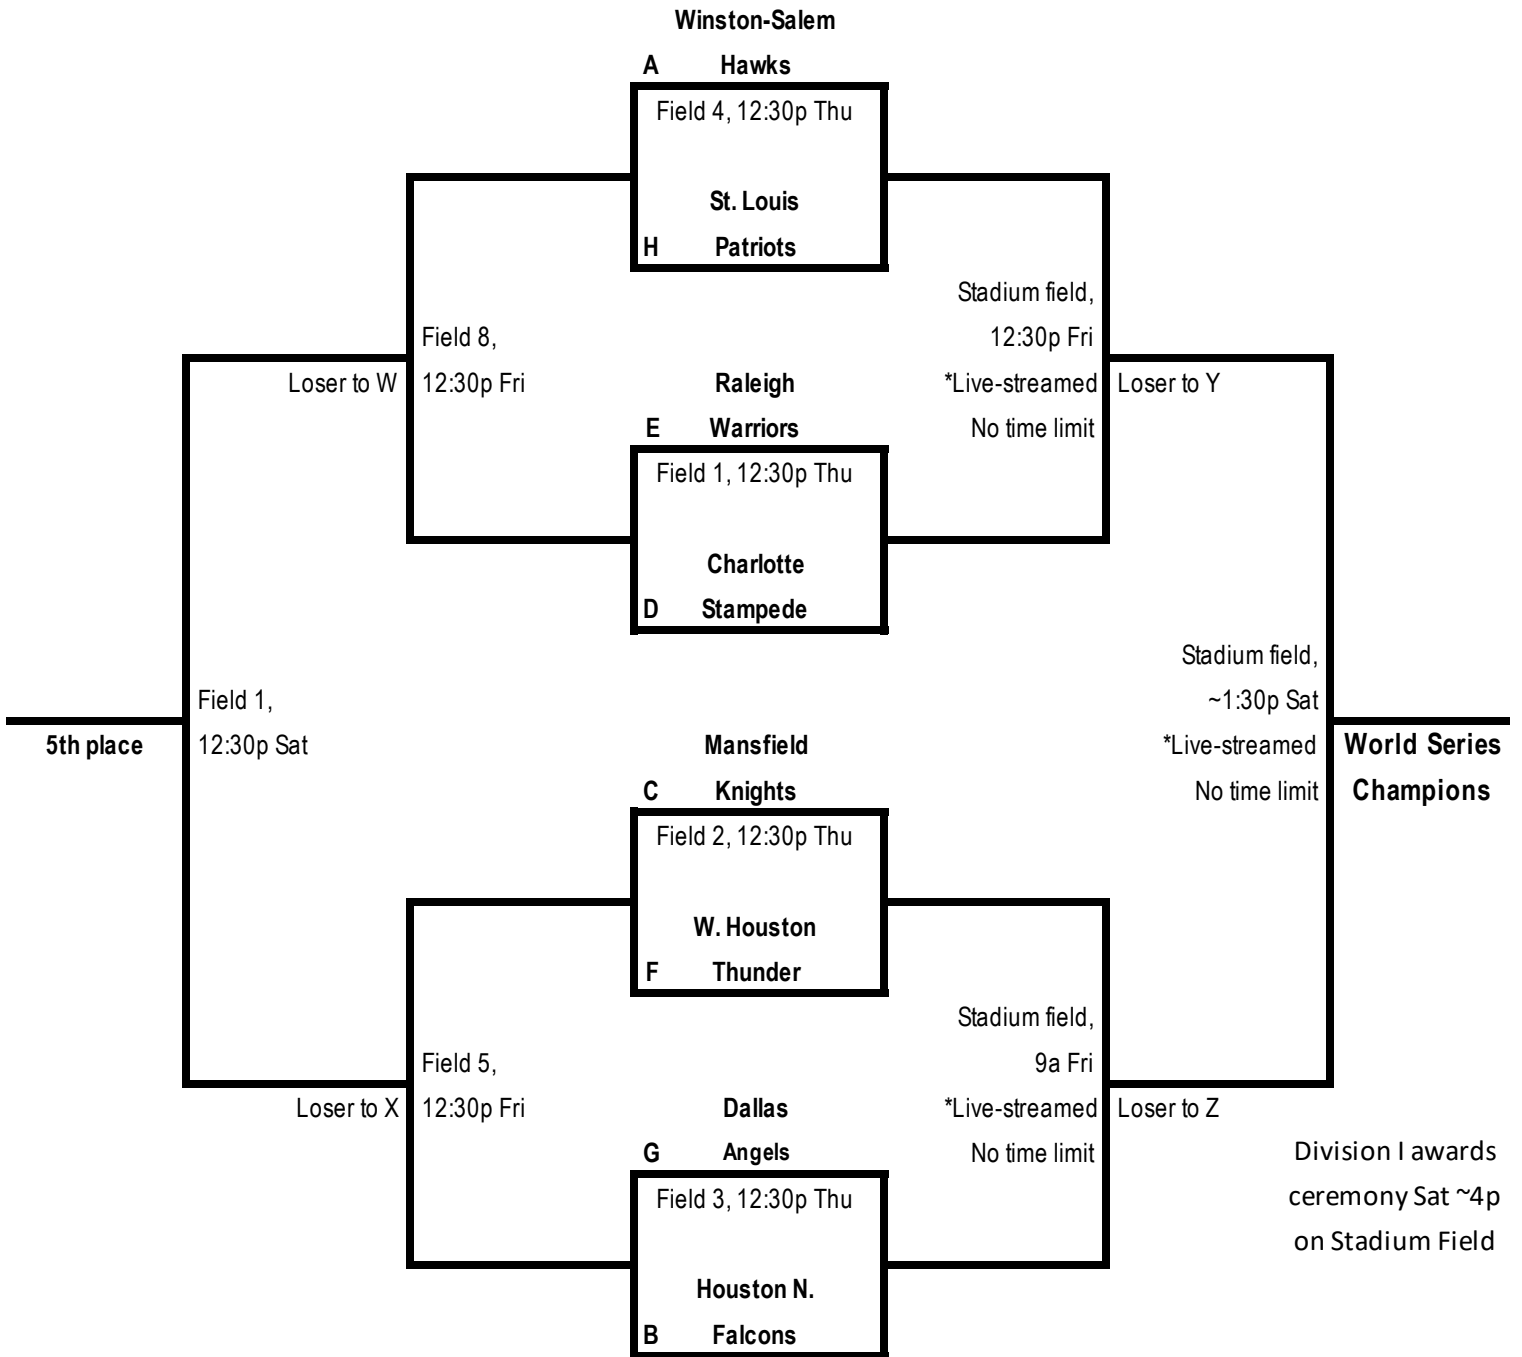 Winston-Salem
A Hawks
Field 4, 12:30p Thu
St. Louis
H Patriots
Stadium field,
12:30p Fri
*Live-streamed
No time limit
Loser to Y
Field 8,
12:30p Fri
Loser to W
Raleigh
E Warriors
Field 1, 12:30p Thu
Charlotte
D Stampede
Stadium field,
~1:30p Sat
*Live-streamed
No time limit
World Series
Champions
Field 1,
12:30p Sat
5th place
Mansfield
C Knights
Field 2, 12:30p Thu
W. Houston
F Thunder
Stadium field,
9a Fri
*Live-streamed
No time limit
Loser to Z
Field 5,
12:30p Fri
Loser to X
Dallas
G Angels
Field 3, 12:30p Thu
Houston N.
B Falcons
Division I awards
ceremony Sat ~4p
on Stadium Field